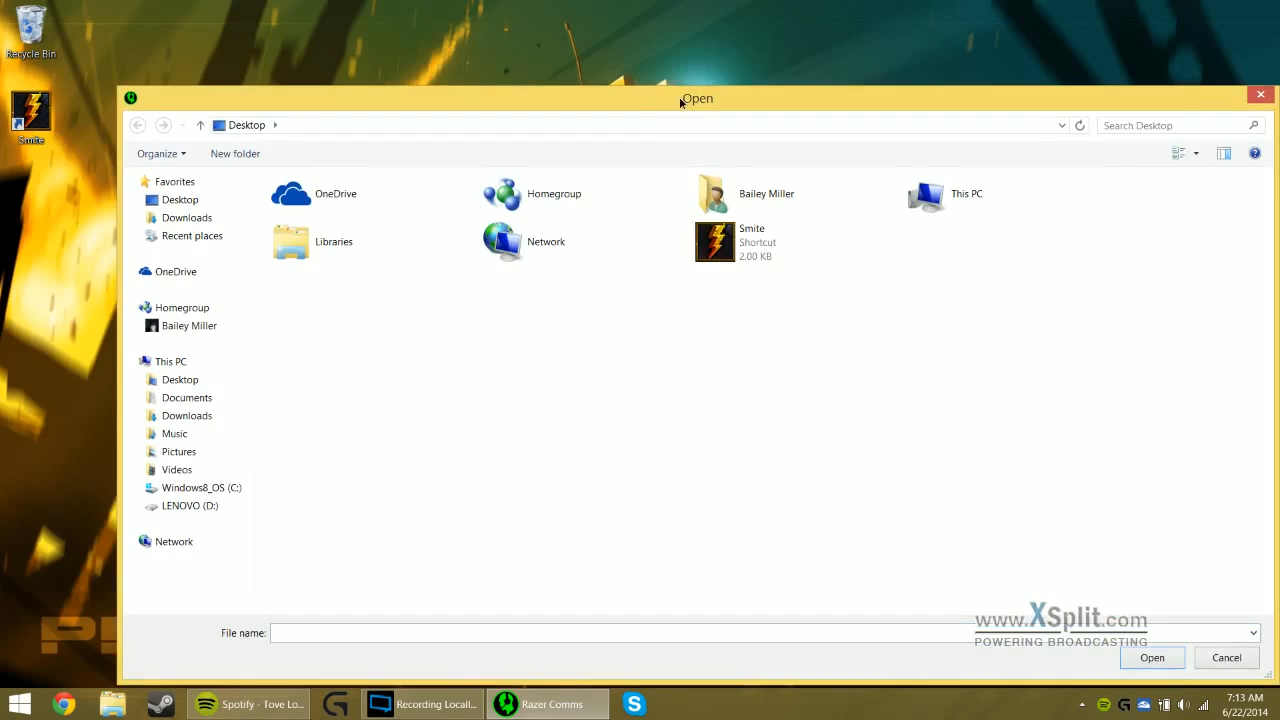 Recycle Bin
Smite
Open
Desktop
Search Desktop
Organize
New folder
Favorites
Desktop
Downloads
Recent places
OneDrive
Homegroup
Bailey Miller
This PC
Desktop
Documents
Downloads
Music
Pictures
Videos
Windows8_OS (C:)
LENOVO (D:)
Network
OneDrive
Homegroup
Bailey Miller
This PC
Libraries
Network
Smite
Shortcut
2.00 KB
File name:
www.XSplit.com
POWERING BROADCASTING
Open
Cancel
Spotify - Tove Lo...
Recording Locall...
Razer Comms
7:13 AM
6/22/2014